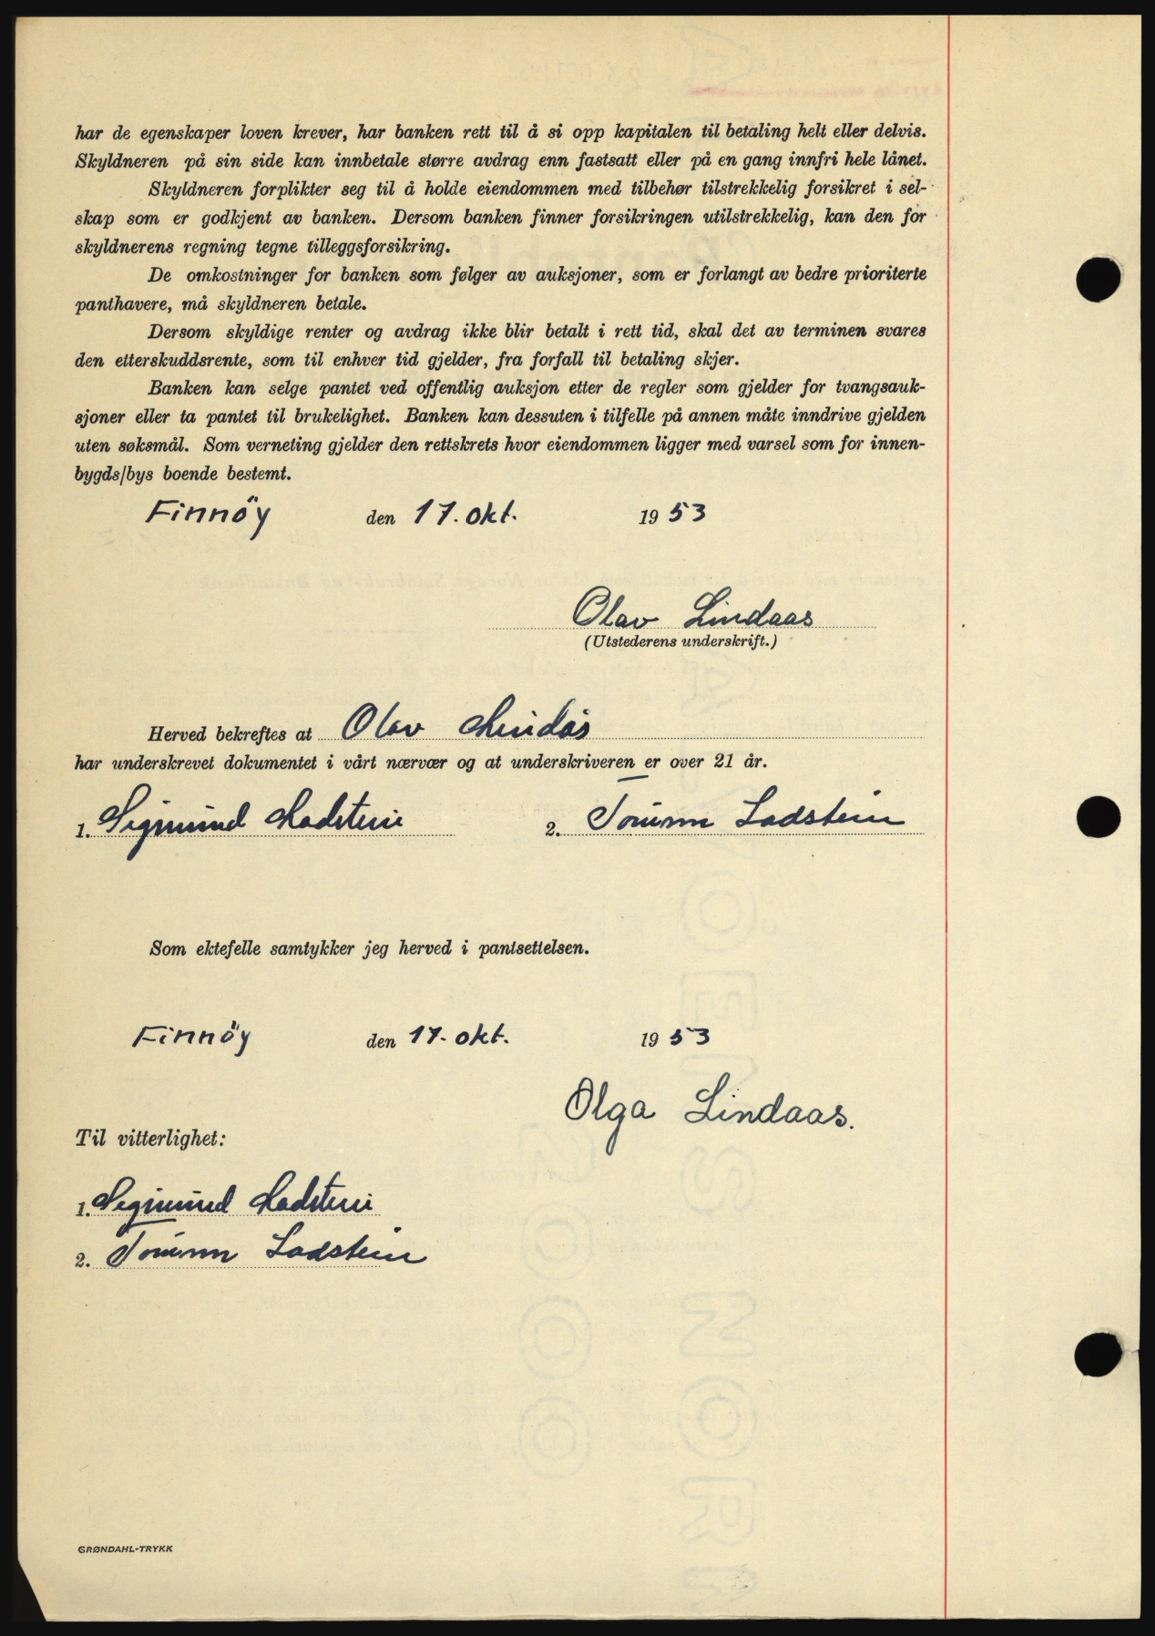 har de egenskaper loven krever, har banken rett til å si opp kapitalen til betaling helt eller delvis.
Skyldneren på sin side kan innbetale større avdrag enn fastsatt eller på en gang innfri hele lånet.
Skyldneren forplikter seg til å holde eiendommen med tilbehør tilstrekkelig forsikret i sel-
skap som er godkjent av banken. Dersom banken finner forsikringen utilstrekkelig, kan den for
skyldnerens regning tegne tilleggsforsikring.
De omkostninger for banken som følger av auksjoner, som er forlangt av bedre prioriterte
panthavere, må skyldneren betale.
Dersom skyldige renter og avdrag ikke blir betalt i rett tid, skal det av terminen svares
den etterskuddsrente, som til enhver tid gjelder, fra forfall til betaling skjer.
Banken kan selge pantet ved offentlig auksjon etter de regler som gjelder for tvangsauk-
sjoner eller ta pantet til brukelighet. Banken kan dessuten i tilfelle på annen måte inndrive gjelden
uten søksmål. Som verneting gjelder den rettskrets hvor eiendommen ligger med varsel som for innen-
bygds/bys boende bestemt.
Finnöy den 17. okt. 1953
Olav Lindaas
(Utstederens underskrift.)
Herved bekreftes at Olav Lindås
har underskrevet dokumentet i vårt nærvær og at underskriveren er over 21 år.
1. Sigmund Ladstein 2. Torunn Ladstein
Som ektefelle samtykker jeg herved i pantsettelsen.
Finnöy den 17. okt. 1953
Olga Lindaas.
Til vitterlighet:
1. Sigmund Ladstein
2. Torunn Ladstein
GRØNDAHL-TRYKK